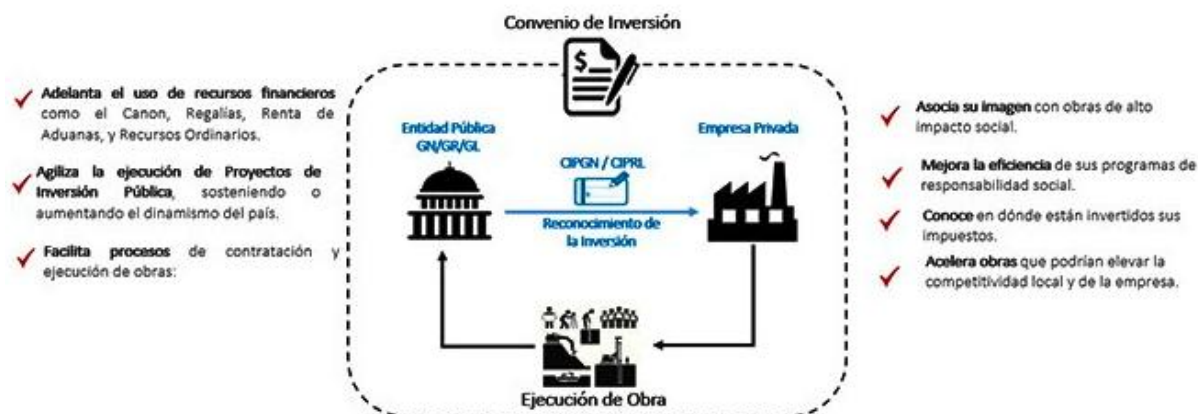 Convenio de Inversión
$
Adelanta el uso de recursos financieros
como el Canon, Regalías, Renta de
Aduanas, y Recursos Ordinarios.
Agiliza la ejecución de Proyectos de
Inversión Pública, sosteniendo o
aumentando el dinamismo del país.
Facilita procesos de contratación y
ejecución de obras:
Entidad Pública
GN/GR/GL
CIPGN / CIPRL
Reconocimiento de
la Inversión
Empresa Privada
Ejecución de Obra
Asocia su imagen con obras de alto
impacto social.
Mejora la eficiencia de sus programas de
responsabilidad social.
Conoce en dónde están invertidos sus
impuestos.
Acelera obras que podrían elevar la
competitividad local y de la empresa.